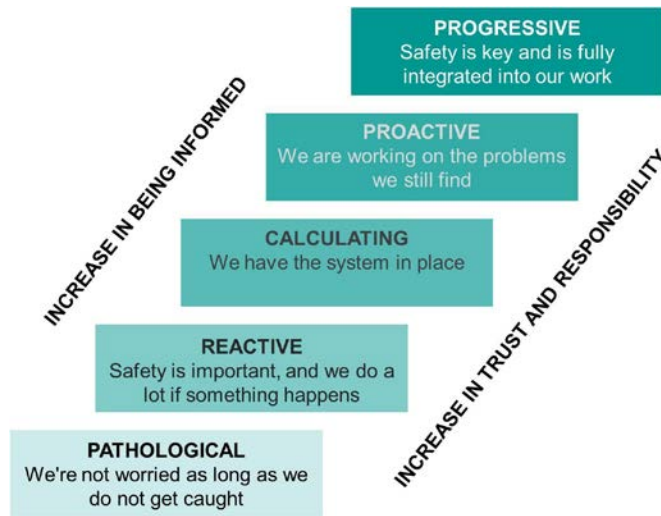 PROGRESSIVE
Safety is key and is fully
integrated into our work
PROACTIVE
We are working on the problems
we still find
CALCULATING
We have the system in place
REACTIVE
Safety is important, and we do a
lot if something happens
PATHOLOGICAL
We're not worried as long as we
do not get caught
INCREASE IN BEING INFORMED
INCREASE IN TRUST AND RESPONSIBILITY